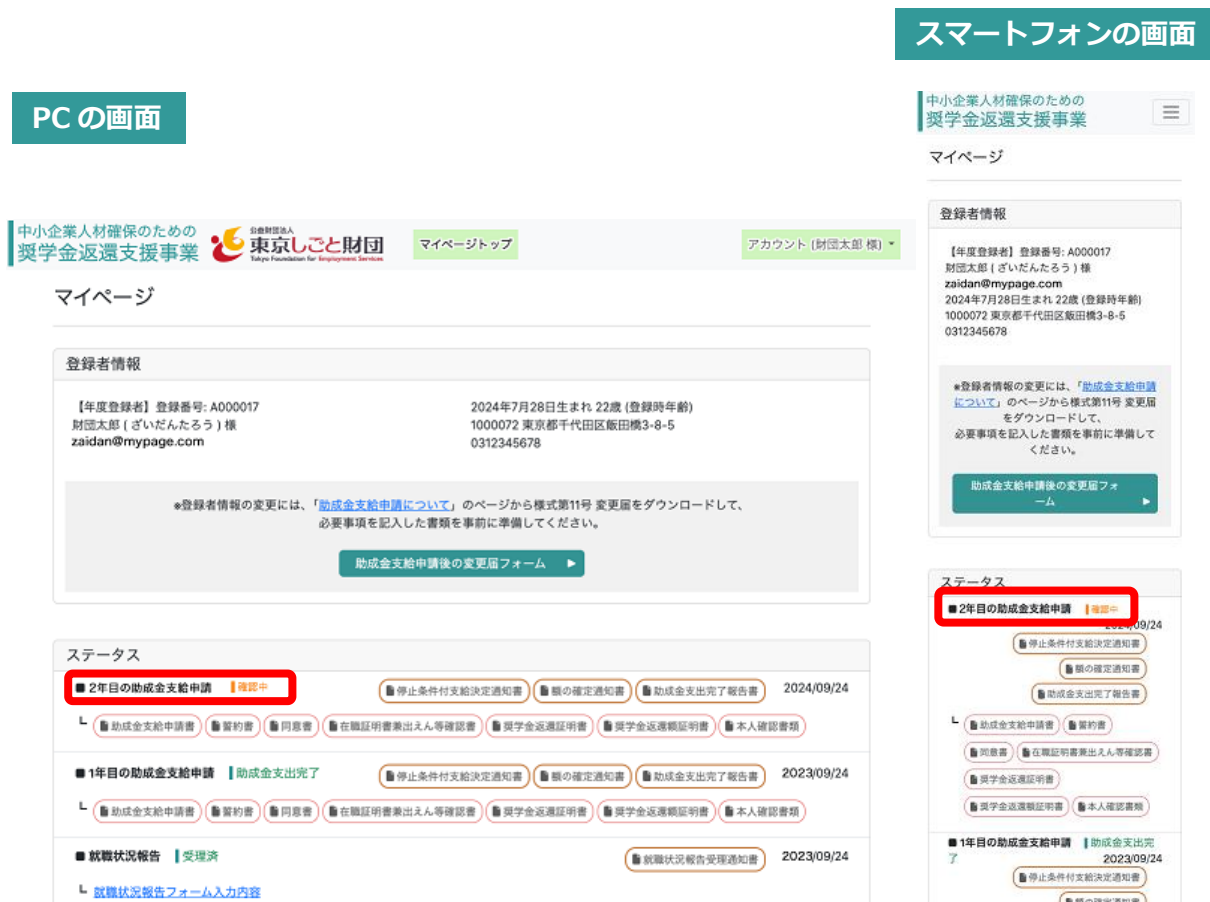 スマートフォンの画面
PC の画面
中小企業人材確保のための
奨学金返還支援事業
公益財団法人
東京しごと財団
Tokyo Foundation for Employment Services
マイページトップ
アカウント (財団太郎 様)
マイページ
登録者情報
【年度登録者】登録番号: A000017
財団太郎 ( ざいだんたろう ) 様
zaidan@mypage.com
2024年7月28日生まれ 22歳 (登録時年齢)
1000072 東京都千代田区飯田橋3-8-5
0312345678
※登録者情報の変更には、「助成金支給申請について」のページから様式第11号 変更届をダウンロードして、
必要事項を記入した書類を事前に準備してください。
助成金支給申請後の変更届フォーム ▶
ステータス
■ 2年目の助成金支給申請 確認中 停止条件付支給決定通知書 額の確定通知書 助成金支出完了報告書 2024/09/24
└ 助成金支給申請書 誓約書 同意書 在職証明書兼出えん等確認書 奨学金返還証明書 奨学金返還額証明書 本人確認書類
■ 1年目の助成金支給申請 助成金支出完了 停止条件付支給決定通知書 額の確定通知書 助成金支出完了報告書 2023/09/24
└ 助成金支給申請書 誓約書 同意書 在職証明書兼出えん等確認書 奨学金返還証明書 奨学金返還額証明書 本人確認書類
■ 就職状況報告 受理済 就職状況報告受理通知書 2023/09/24
└ 就職状況報告フォーム入力内容
中小企業人材確保のための
奨学金返還支援事業
マイページ
登録者情報
【年度登録者】登録番号: A000017
財団太郎 ( ざいだんたろう ) 様
zaidan@mypage.com
2024年7月28日生まれ 22歳 (登録時年齢)
1000072 東京都千代田区飯田橋3-8-5
0312345678
※登録者情報の変更には、「助成金支給申請
について」のページから様式第11号 変更届
をダウンロードして、
必要事項を記入した書類を事前に準備して
ください。
助成金支給申請後の変更届フォ
ーム ▶
ステータス
■ 2年目の助成金支給申請 確認中
2024/09/24
停止条件付支給決定通知書
額の確定通知書
助成金支出完了報告書
└ 助成金支給申請書 誓約書
同意書 在職証明書兼出えん等確認書
奨学金返還証明書
奨学金返還額証明書 本人確認書類
■ 1年目の助成金支給申請 助成金支出完
了 2023/09/24
停止条件付支給決定通知書
額の確定通知書